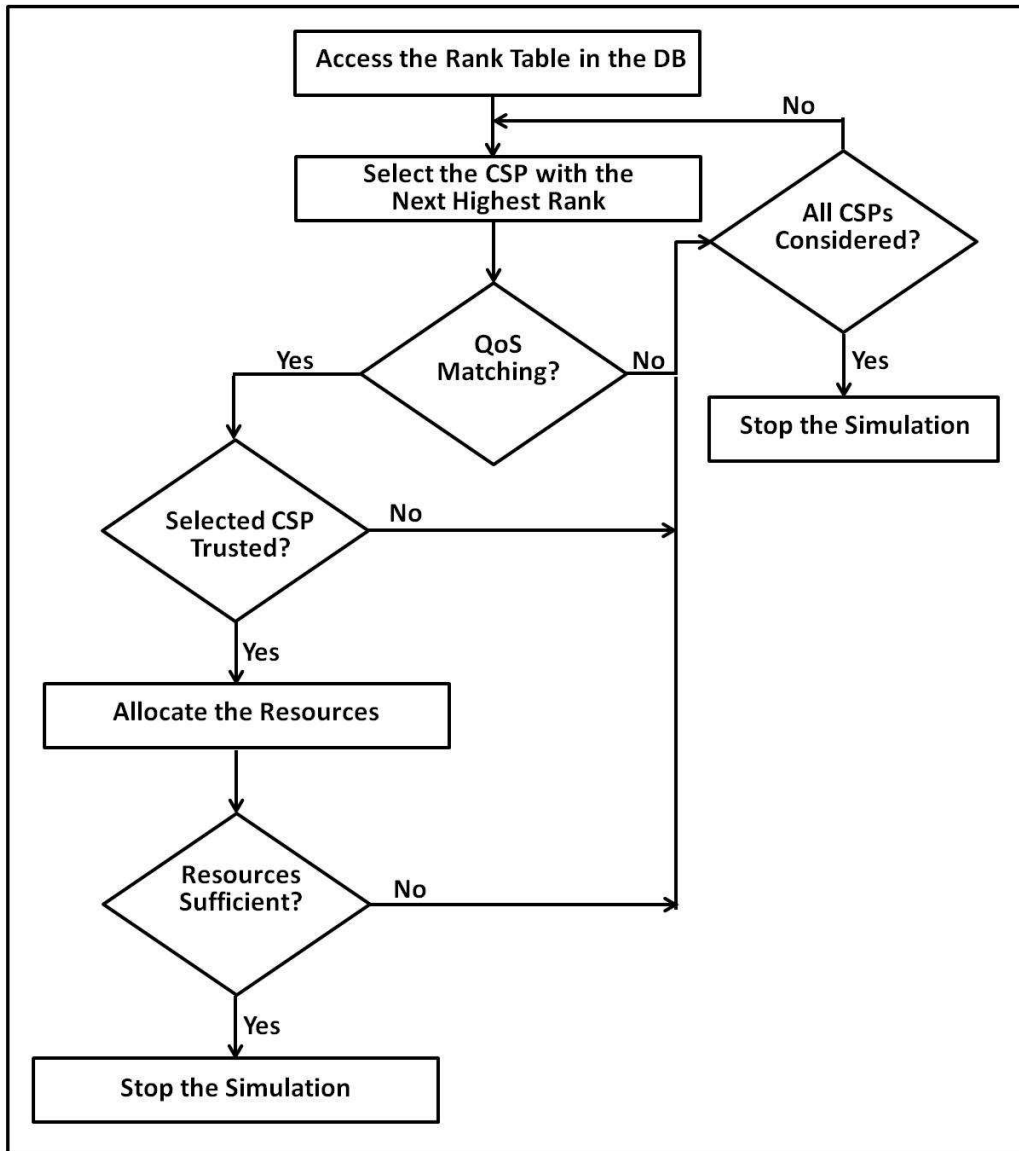 Access the Rank Table in the DB
No
Select the CSP with the
Next Highest Rank
All CSPs
Considered?
QoS
Matching?
Yes
No
Yes
Stop the Simulation
Selected CSP
Trusted?
No
Yes
Allocate the Resources
Resources
Sufficient?
No
Yes
Stop the Simulation